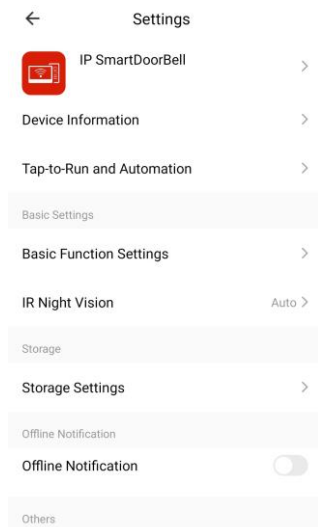 Settings
IP SmartDoorBell
Device Information
Tap-to-Run and Automation
Basic Settings
Basic Function Settings
IR Night Vision Auto
Storage
Storage Settings
Offline Notification
Offline Notification
Others